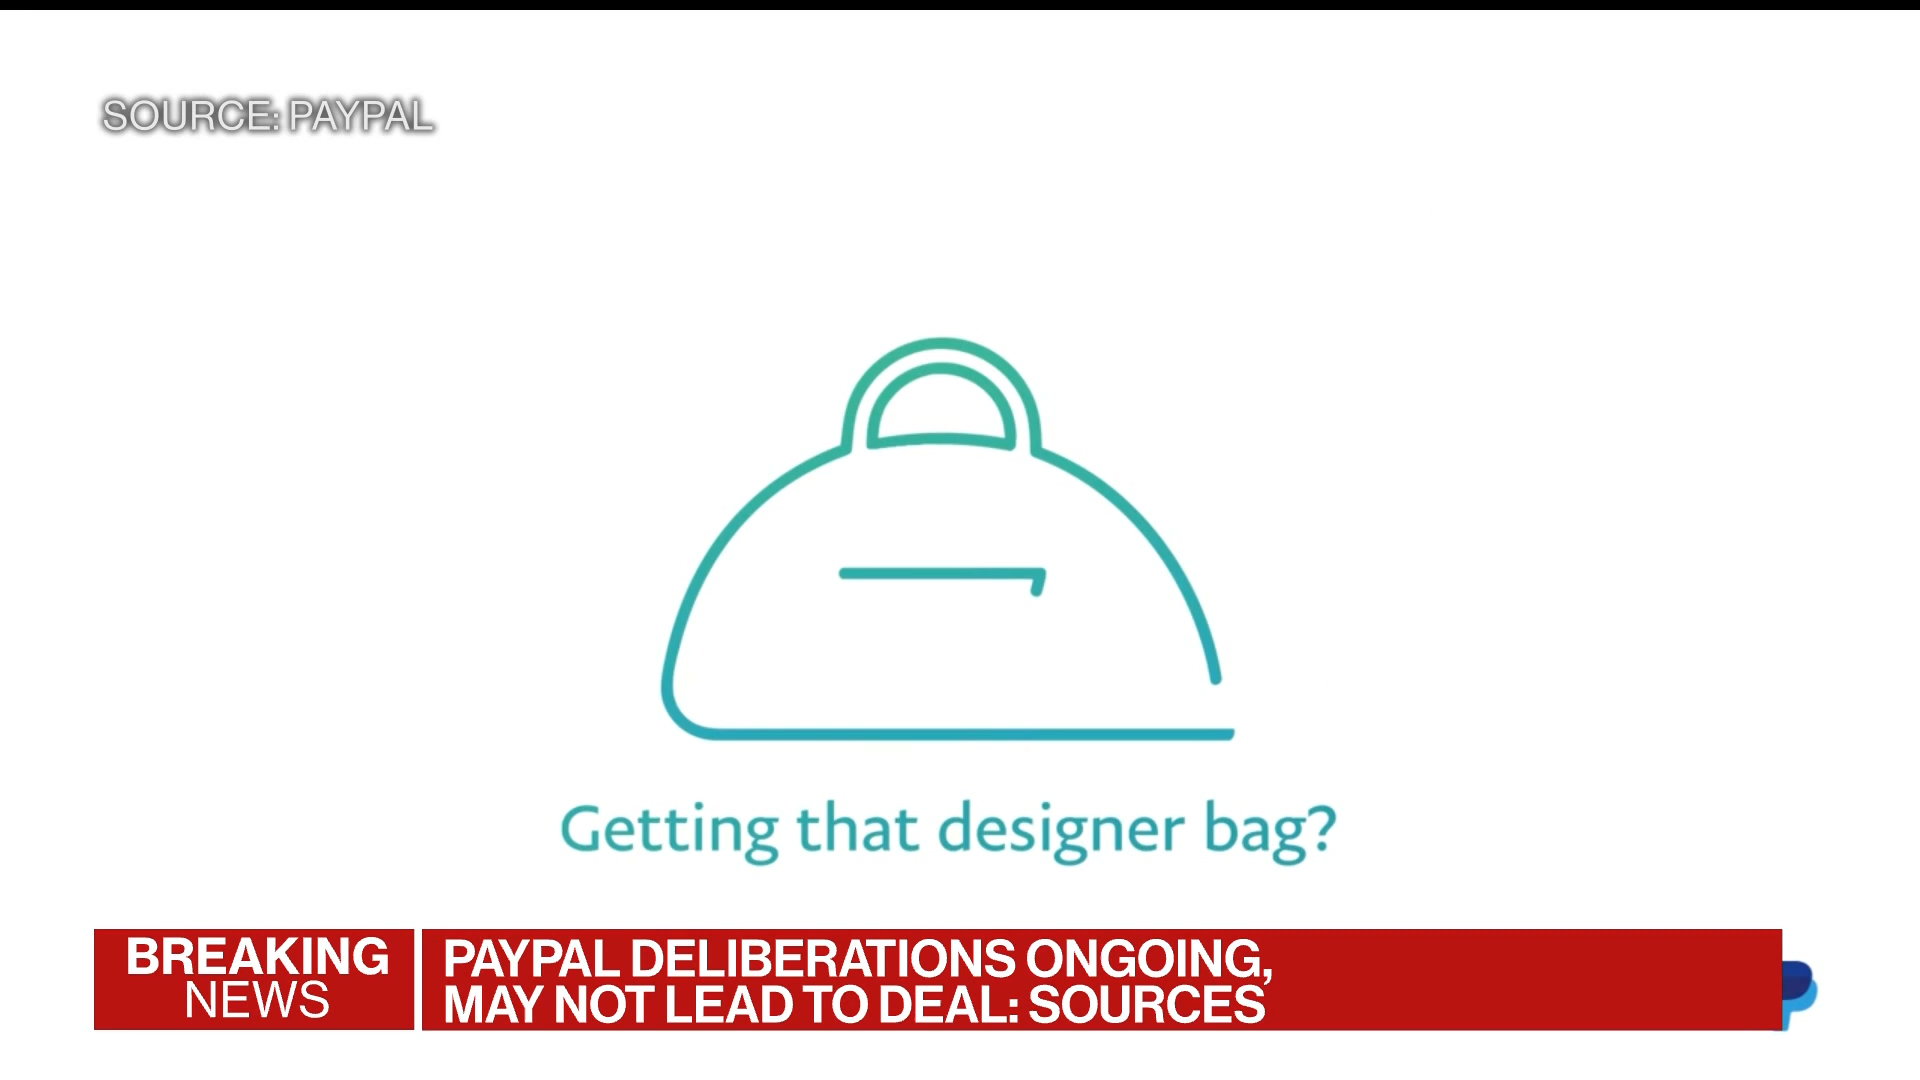 SOURCE: PAYPAL
Getting that designer bag?
BREAKING
NEWS
PAYPAL DELIBERATIONS ONGOING,
MAY NOT LEAD TO DEAL: SOURCES